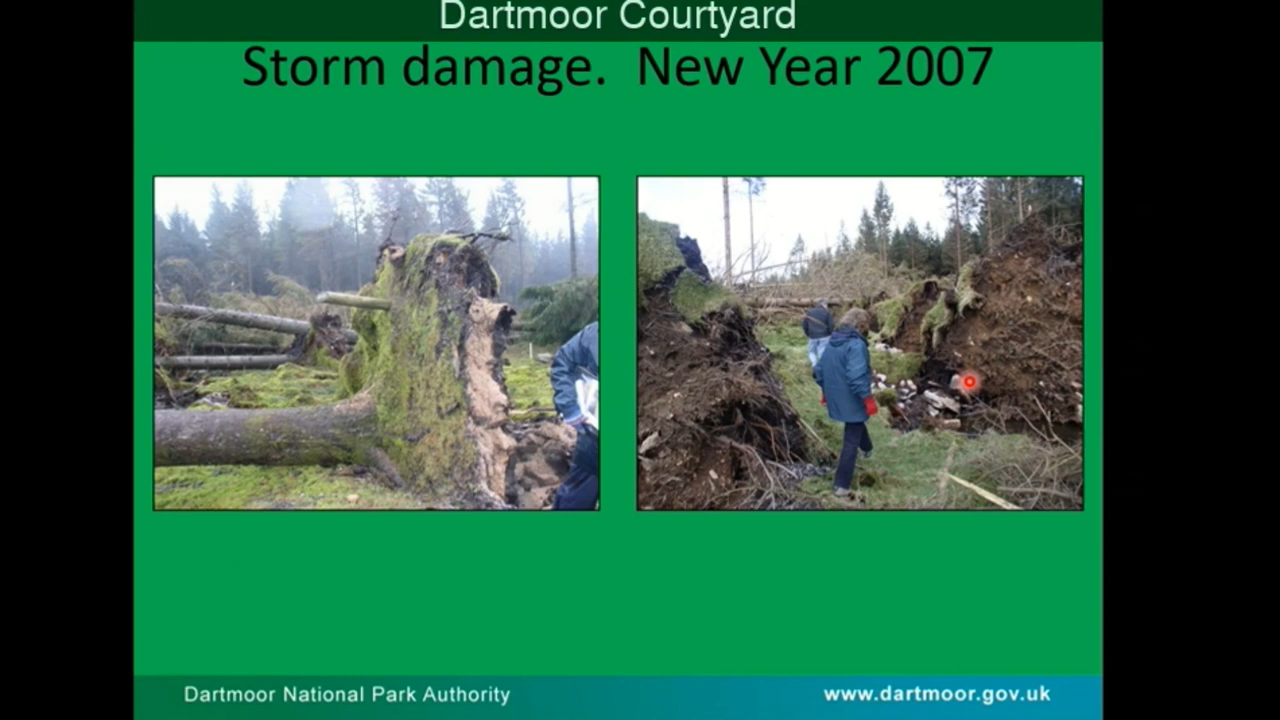 Dartmoor Courtyard
Storm damage.  New Year 2007
Dartmoor National Park Authority
www.dartmoor.gov.uk